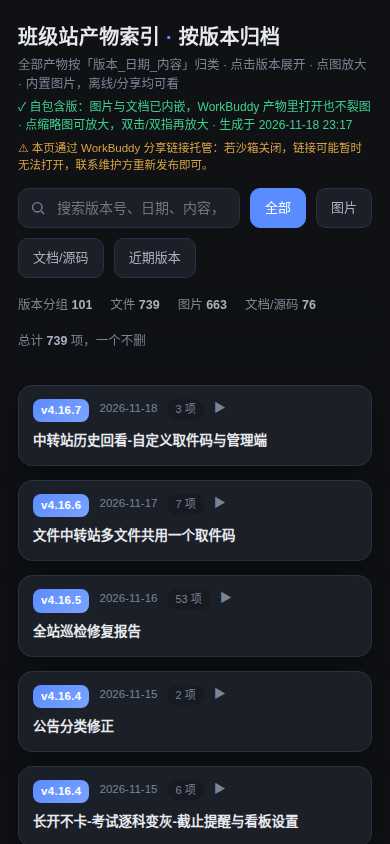 班级站产物索引 · 按版本归档
全部产物按「版本_日期_内容」归类 · 点击版本展开 · 点图放大
· 内置图片，离线/分享均可看
✓ 自包含版：图片与文档已内嵌，WorkBuddy 产物里打开也不裂图
· 点缩略图可放大，双击/双指再放大 · 生成于 2026-11-18 23:17
⚠ 本页通过 WorkBuddy 分享链接托管：若沙箱关闭，链接可能暂时
无法打开，联系维护方重新发布即可。
搜索版本号、日期、内容，
全部
图片
文档/源码
近期版本
版本分组 101 文件 739 图片 663 文档/源码 76
总计 739 项，一个不删
v4.16.7 2026-11-18 3 项 ▶
中转站历史回看-自定义取件码与管理端
v4.16.6 2026-11-17 7 项 ▶
文件中转站多文件共用一个取件码
v4.16.5 2026-11-16 53 项 ▶
全站巡检修复报告
v4.16.4 2026-11-15 2 项 ▶
公告分类修正
v4.16.4 2026-11-15 6 项 ▶
长开不卡-考试逐科变灰-截止提醒与看板设置